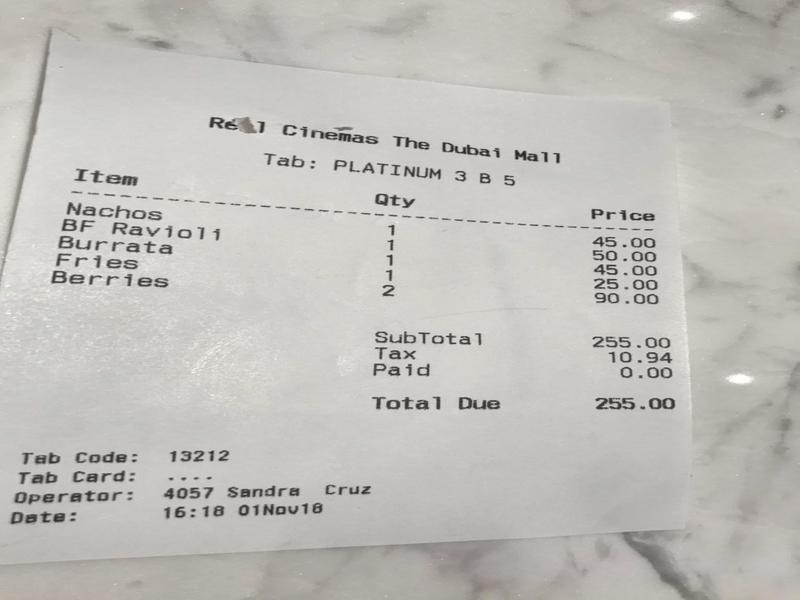 Reel Cinemas The Dubai Mall
Tab: PLATINUM 3 B 5
Item Qty Price
Nachos 1 45.00
BF Ravioli 1 50.00
Burrata 1 45.00
Fries 1 25.00
Berries 2 90.00
SubTotal 255.00
Tax 10.94
Paid 0.00
Total Due 255.00
Tab Code: 13212
Tab Card: ....
Operator: 4057 Sandra Cruz
Date: 16:18 01Nov18